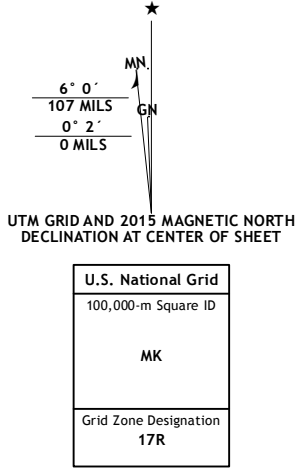 MN
6° 0´
107 MILS
GN
0° 2´
0 MILS
UTM GRID AND 2015 MAGNETIC NORTH
DECLINATION AT CENTER OF SHEET
U.S. National Grid
100,000-m Square ID
MK
Grid Zone Designation
17R